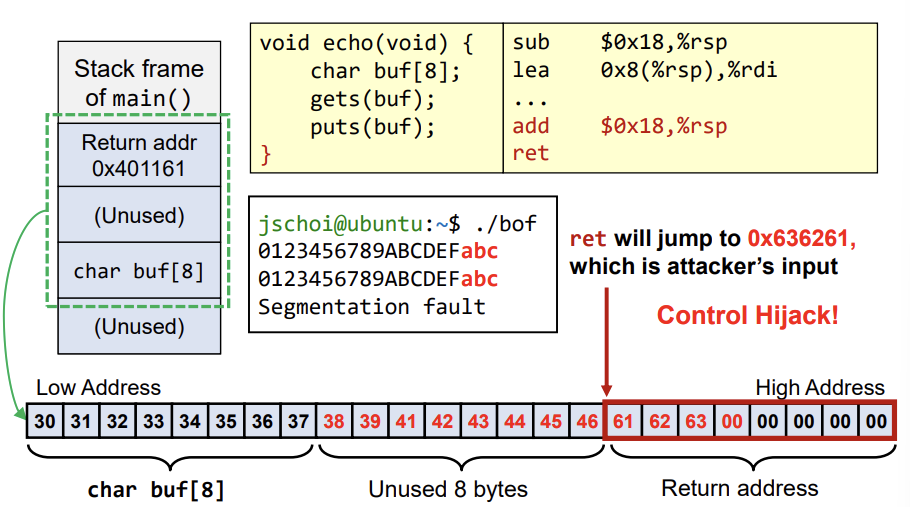 Stack frame
of main()
Return addr
0x401161
(Unused)
char buf[8]
(Unused)
void echo(void) {
    char buf[8];
    gets(buf);
    puts(buf);
}
sub $0x18,%rsp
lea 0x8(%rsp),%rdi
...
add $0x18,%rsp
ret
jschoi@ubuntu:~$ ./bof
0123456789ABCDEFabc
0123456789ABCDEFabc
Segmentation fault
ret will jump to 0x636261,
which is attacker's input
Control Hijack!
Low Address
High Address
30 31 32 33 34 35 36 37 38 39 41 42 43 44 45 46 61 62 63 00 00 00 00 00
char buf[8]
Unused 8 bytes
Return address